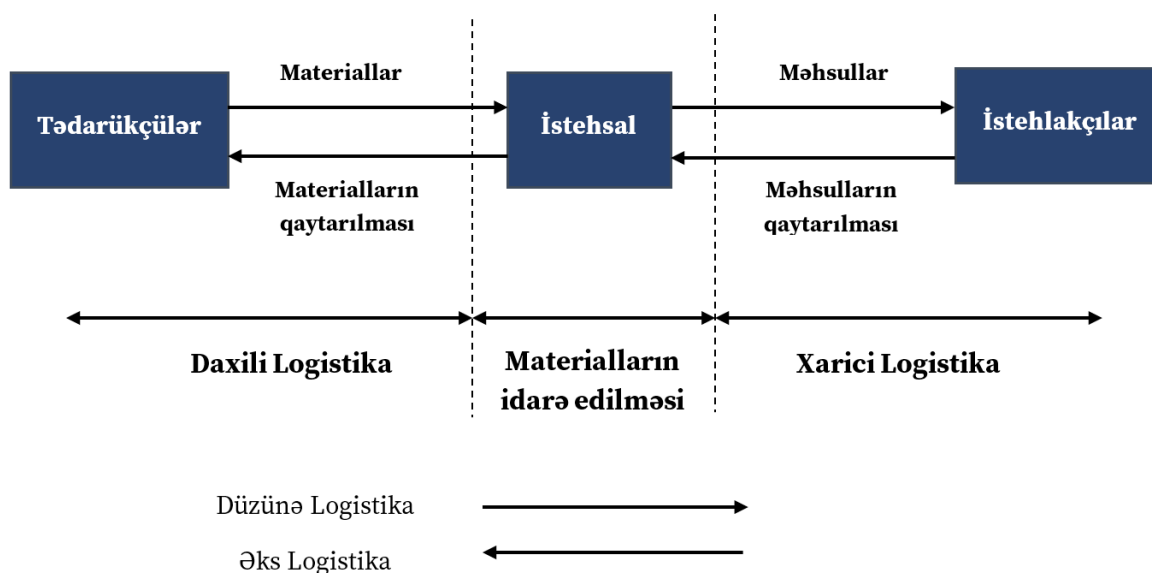 Materiallar
Məhsullar
Tədarükçülər
İstehsal
İstehlakçılar
Materialların
qaytarılması
Məhsulların
qaytarılması
Daxili Logistika
Materialların
idarə edilməsi
Xarici Logistika
Düzünə Logistika
Əks Logistika